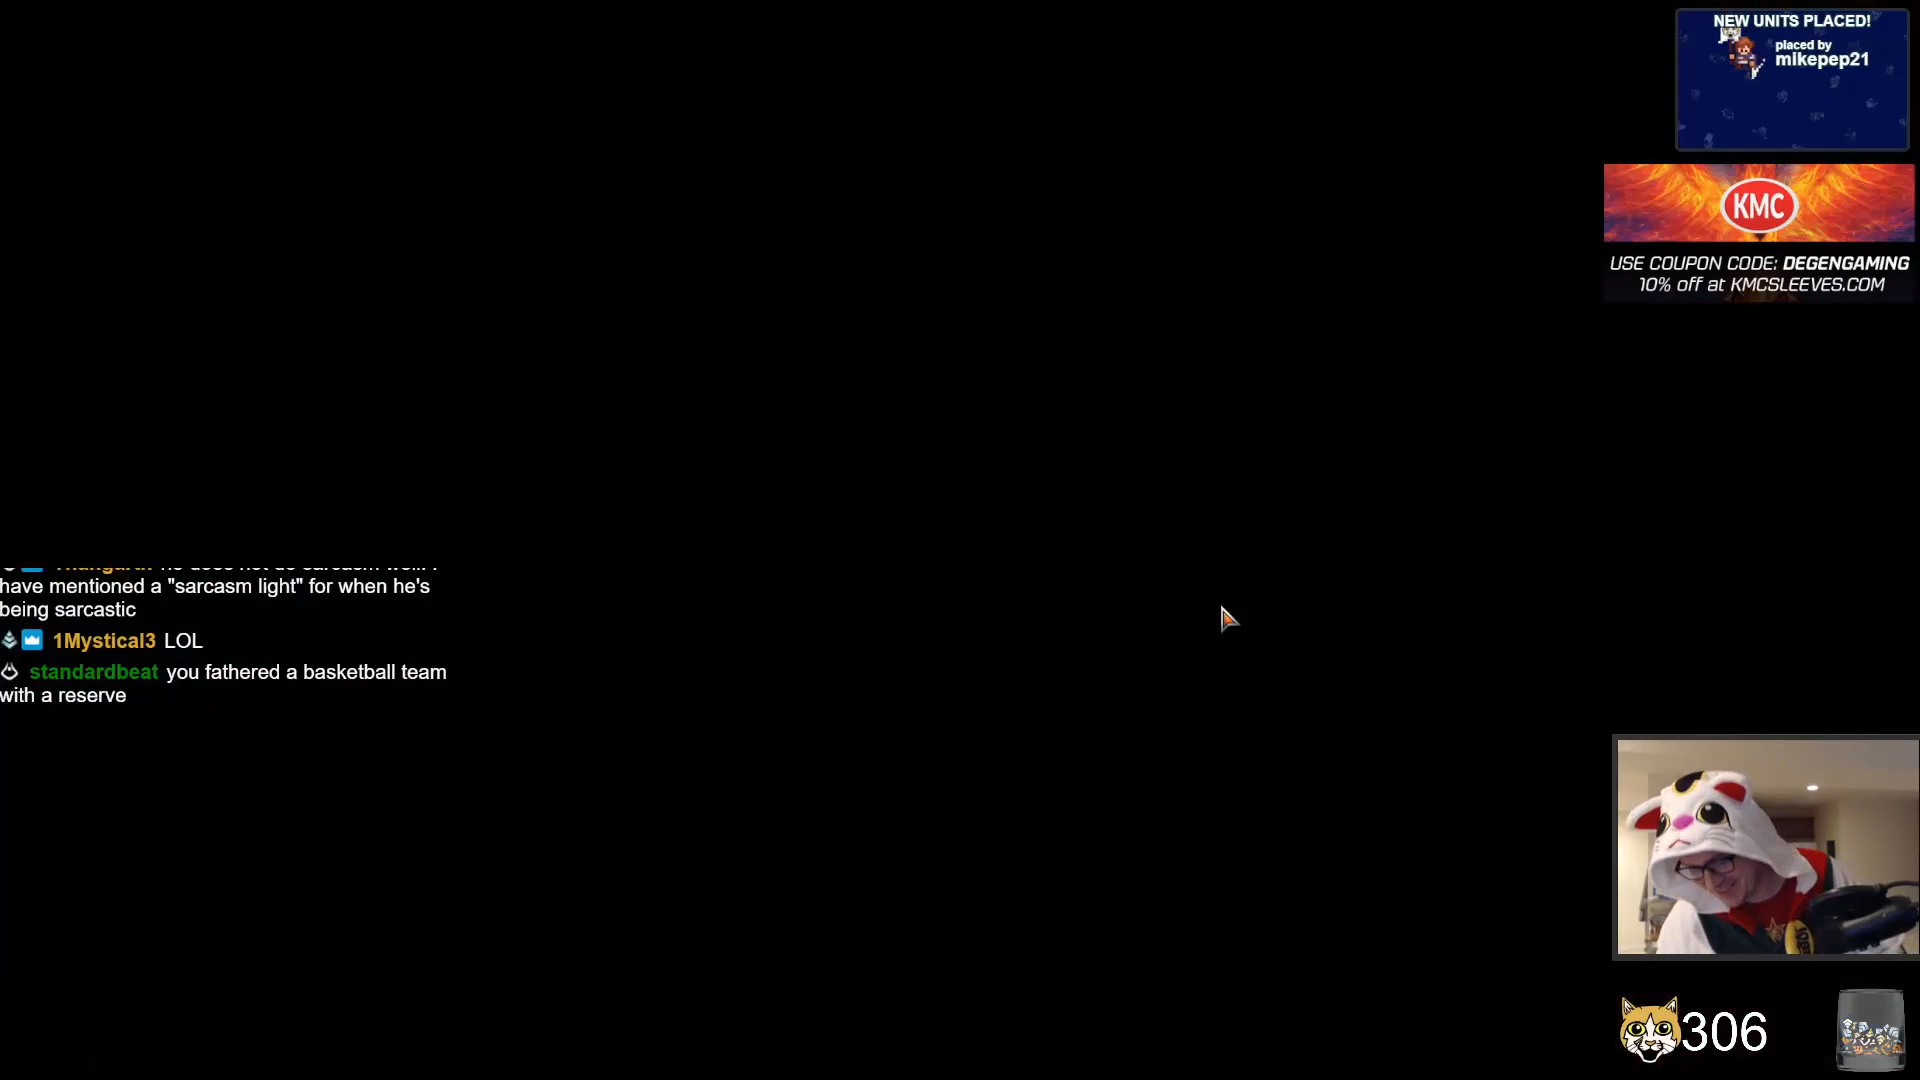 NEW UNITS PLACED!
placed by
mikepep21
KMC
USE COUPON CODE: DEGENGAMING
10% off at KMCSLEEVES.COM
have mentioned a "sarcasm light" for when he's
being sarcastic
1Mystical3 LOL
standardbeat you fathered a basketball team
with a reserve
306